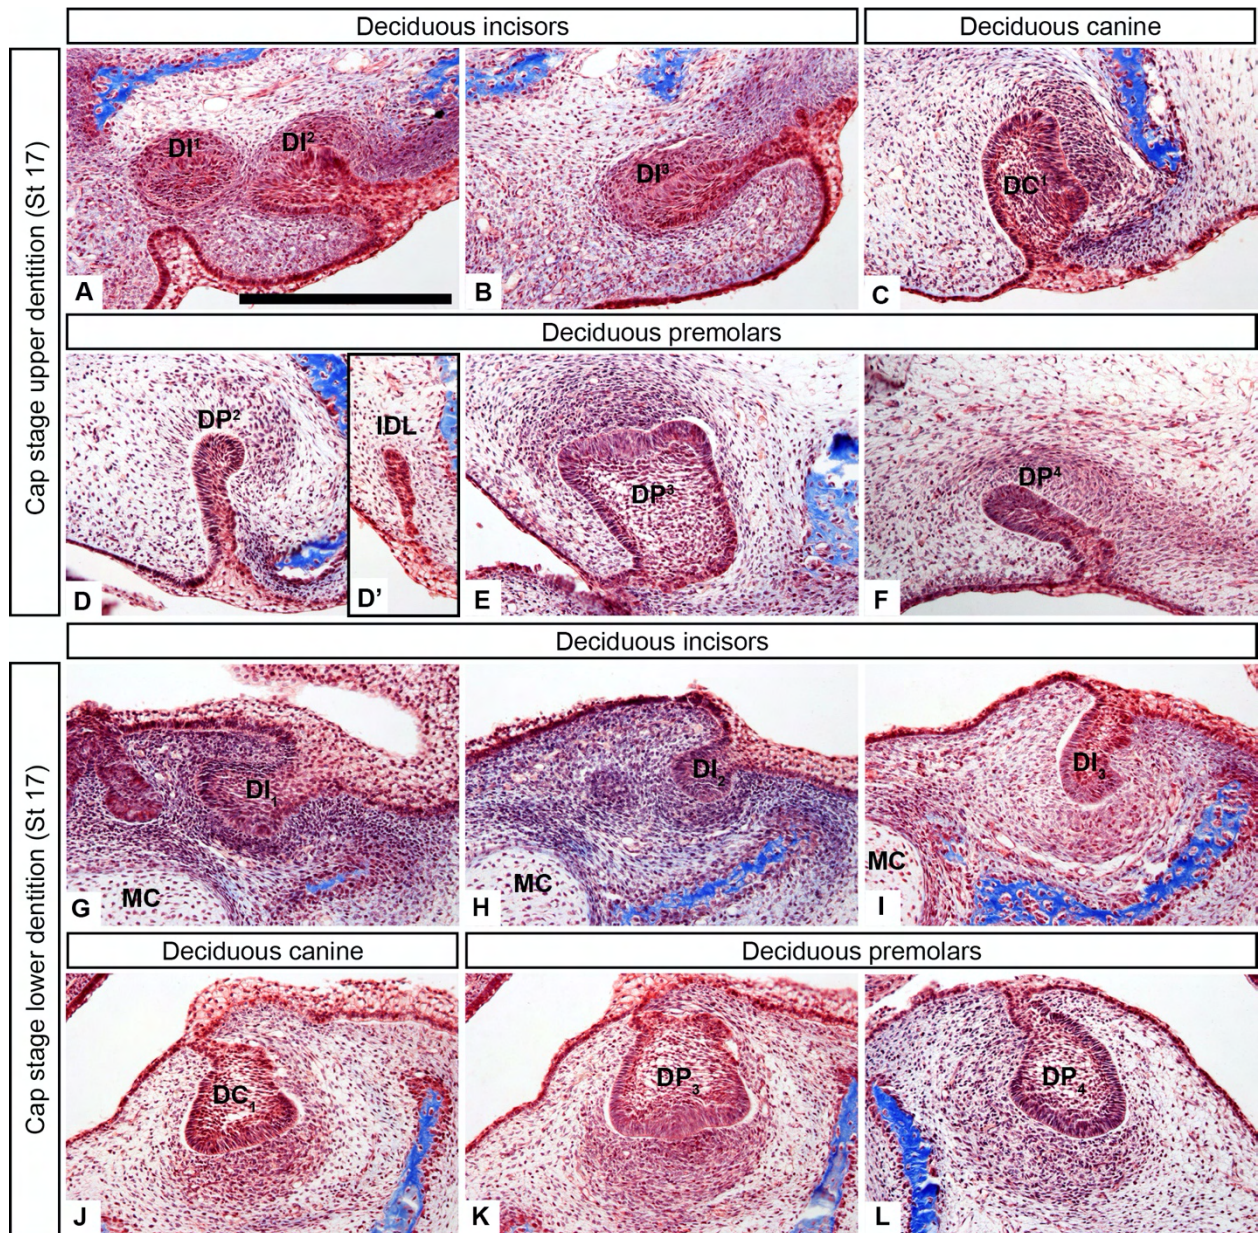 Deciduous incisors
Deciduous canine
Cap stage upper dentition (St 17)
DI¹
DI²
A
DI³
B
DC¹
C
Deciduous premolars
DP²
D
IDL
D'
DP³
E
DP⁴
F
Deciduous incisors
Cap stage lower dentition (St 17)
DI₁
MC
G
DI₂
MC
H
DI₃
MC
I
Deciduous canine
Deciduous premolars
DC₁
J
DP₃
K
DP₄
L